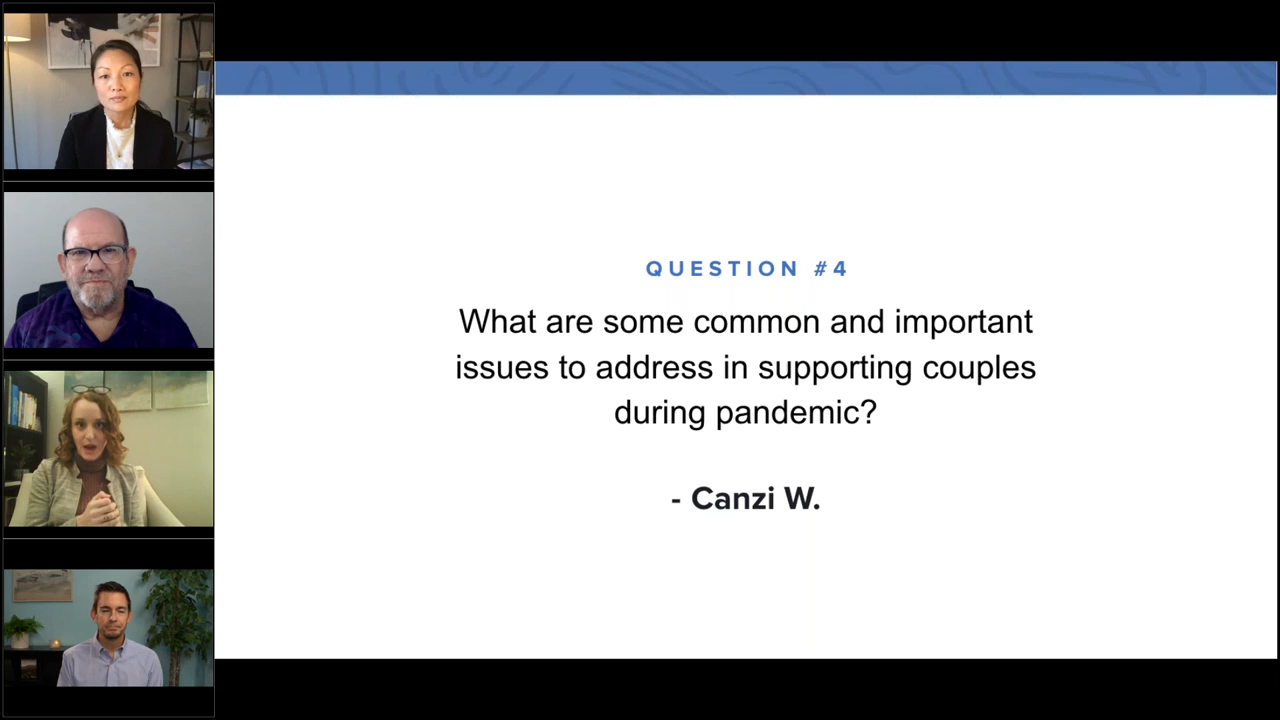 QUESTION #4
What are some common and important
issues to address in supporting couples
during pandemic?
- Canzi W.